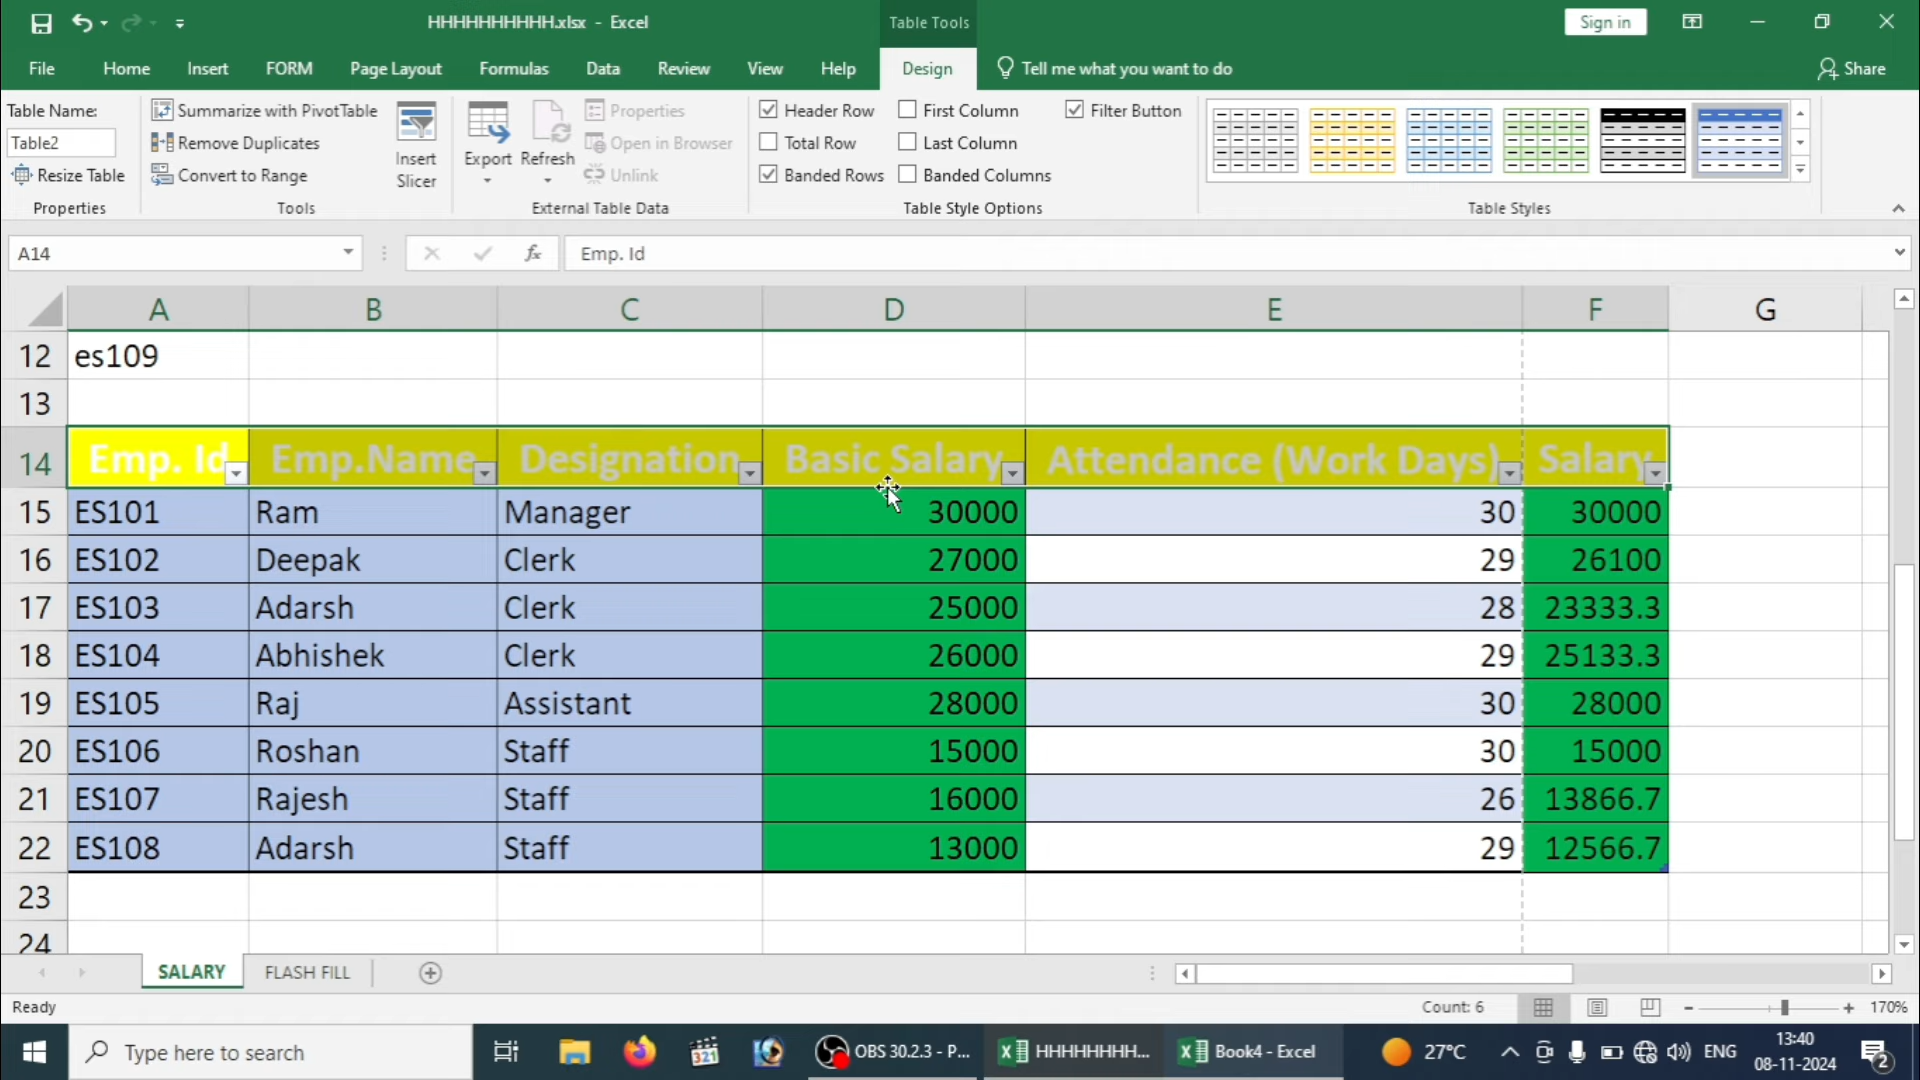 HHHHHHHHHH.xlsx - Excel
Table Tools
Sign in
File Home Insert FORM Page Layout Formulas Data Review View Help Design Tell me what you want to do Share
Table Name:
Table2
Resize Table
Properties
Summarize with PivotTable
Remove Duplicates
Convert to Range
Tools
Insert Slicer
Export Refresh
Properties
Open in Browser
Unlink
External Table Data
Header Row First Column Filter Button
Total Row Last Column
Banded Rows Banded Columns
Table Style Options
Table Styles
A14 fx Emp. Id
A B C D E F G
12 es109
13
14 Emp. Id Emp.Name Designation Basic Salary Attendance (Work Days) Salary
15 ES101 Ram Manager 30000 30 30000
16 ES102 Deepak Clerk 27000 29 26100
17 ES103 Adarsh Clerk 25000 28 23333.3
18 ES104 Abhishek Clerk 26000 29 25133.3
19 ES105 Raj Assistant 28000 30 28000
20 ES106 Roshan Staff 15000 30 15000
21 ES107 Rajesh Staff 16000 26 13866.7
22 ES108 Adarsh Staff 13000 29 12566.7
23
24
SALARY FLASH FILL
Ready Count: 6 170%
Type here to search 321 OBS 30.2.3 - P... HHHHHHHH... Book4 - Excel 27°C ENG 13:40
08-11-2024 2